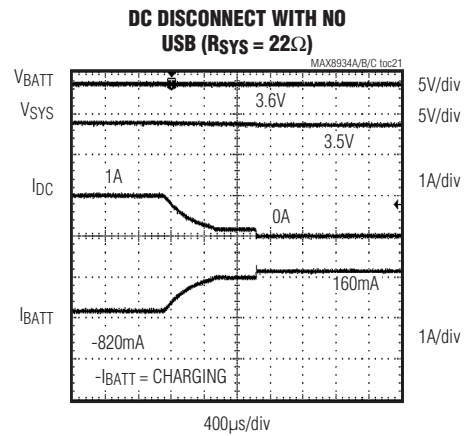 DC DISCONNECT WITH NO
USB (RSYS = 22Ω)
MAX8934A/B/C toc21
VBATT
5V/div
3.6V
VSYS
5V/div
3.5V
IDC
1A
1A/div
0A
160mA
IBATT
-820mA
1A/div
-IBATT = CHARGING
400µs/div